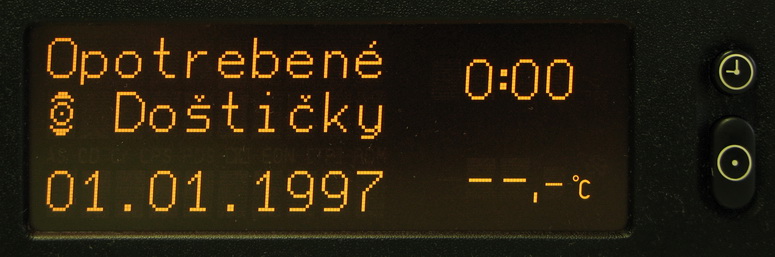 Opotrebené
Doštičky
01.01.1997
0:00
--,-°C